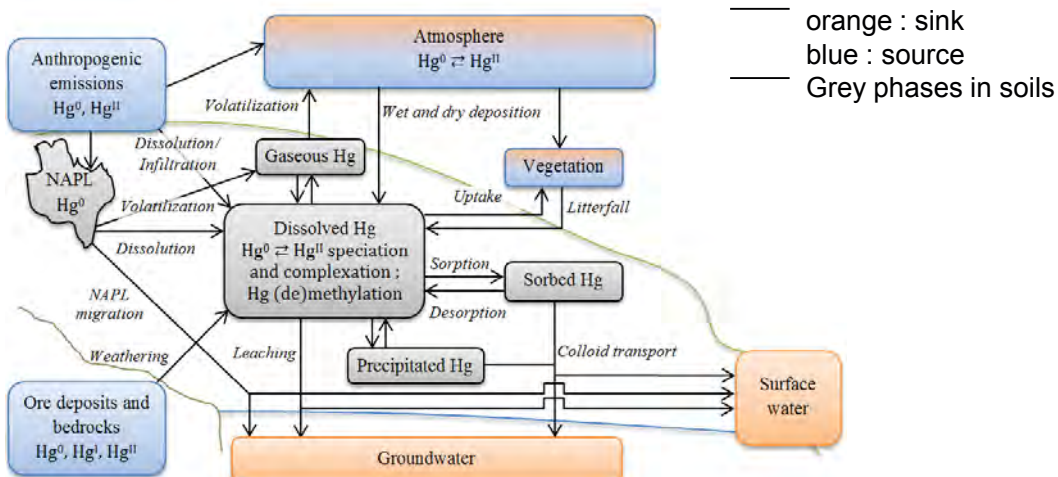 orange : sink
blue : source
Grey phases in soils
Anthropogenic
emissions
Hg⁰, Hgᴵᴵ
Atmosphere
Hg⁰ ⇄ Hgᴵᴵ
Volatilization
Wet and dry deposition
Dissolution/
Infiltration
Gaseous Hg
Vegetation
NAPL
Hg⁰
Volatilization
Uptake
Litterfall
Dissolution
Dissolved Hg
Hg⁰ ⇄ Hgᴵᴵ speciation
and complexation :
Hg (de)methylation
Sorption
Desorption
Sorbed Hg
NAPL
migration
Weathering
Leaching
Precipitated Hg
Colloid transport
Ore deposits and
bedrocks
Hg⁰, Hgᴵ, Hgᴵᴵ
Surface
water
Groundwater